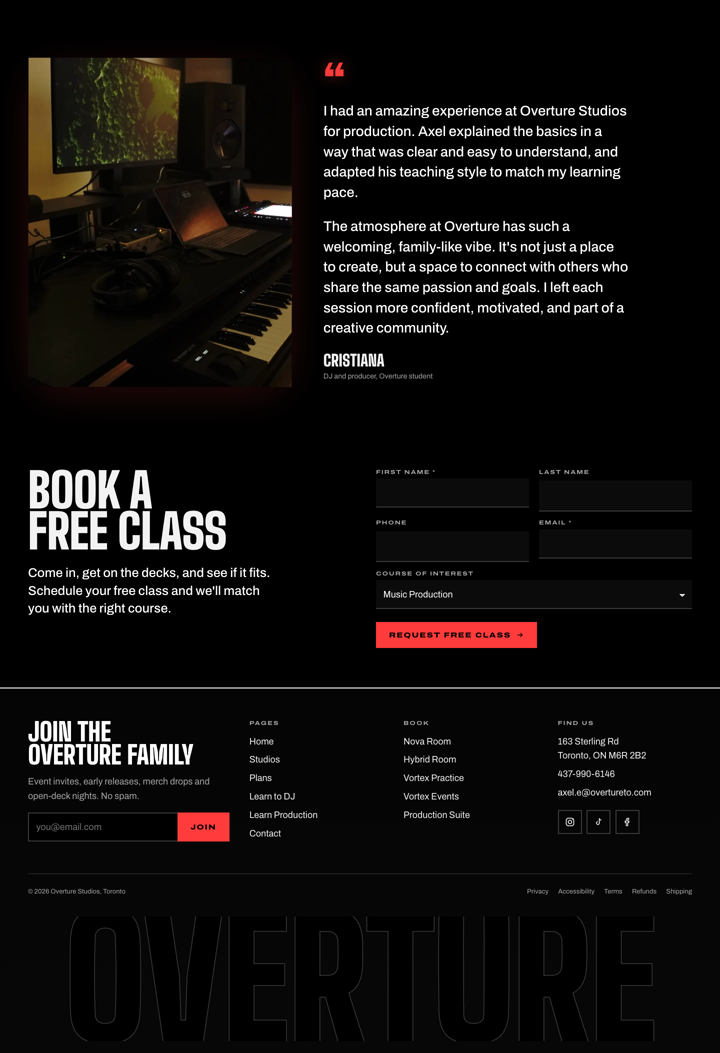 “
I had an amazing experience at Overture Studios
for production. Axel explained the basics in a
way that was clear and easy to understand, and
adapted his teaching style to match my learning
pace.
The atmosphere at Overture has such a
welcoming, family-like vibe. It's not just a place
to create, but a space to connect with others who
share the same passion and goals. I left each
session more confident, motivated, and part of a
creative community.
CRISTIANA
DJ and producer, Overture student
BOOK A
FREE CLASS
Come in, get on the decks, and see if it fits.
Schedule your free class and we'll match
you with the right course.
FIRST NAME *
LAST NAME
PHONE
EMAIL *
COURSE OF INTEREST
Music Production
REQUEST FREE CLASS →
JOIN THE
OVERTURE FAMILY
Event invites, early releases, merch drops and
open-deck nights. No spam.
you@email.com
JOIN
PAGES
Home
Studios
Plans
Learn to DJ
Learn Production
Contact
BOOK
Nova Room
Hybrid Room
Vortex Practice
Vortex Events
Production Suite
FIND US
163 Sterling Rd
Toronto, ON M6R 2B2
437-990-6146
axel.e@overtureto.com
© 2026 Overture Studios, Toronto
Privacy Accessibility Terms Refunds Shipping
OVERTURE